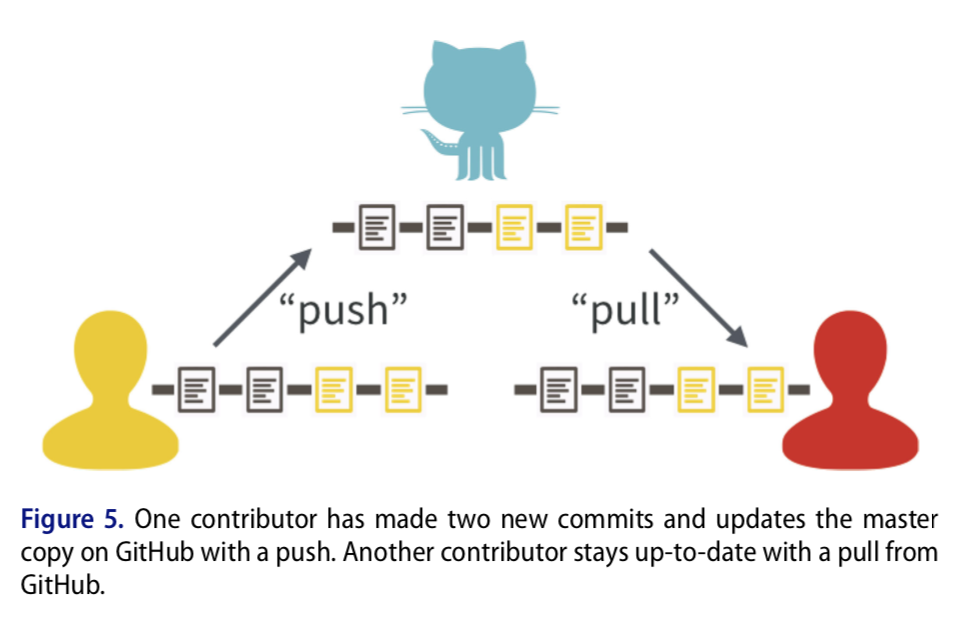 “push”
“pull”
Figure 5. One contributor has made two new commits and updates the master
copy on GitHub with a push. Another contributor stays up-to-date with a pull from
GitHub.